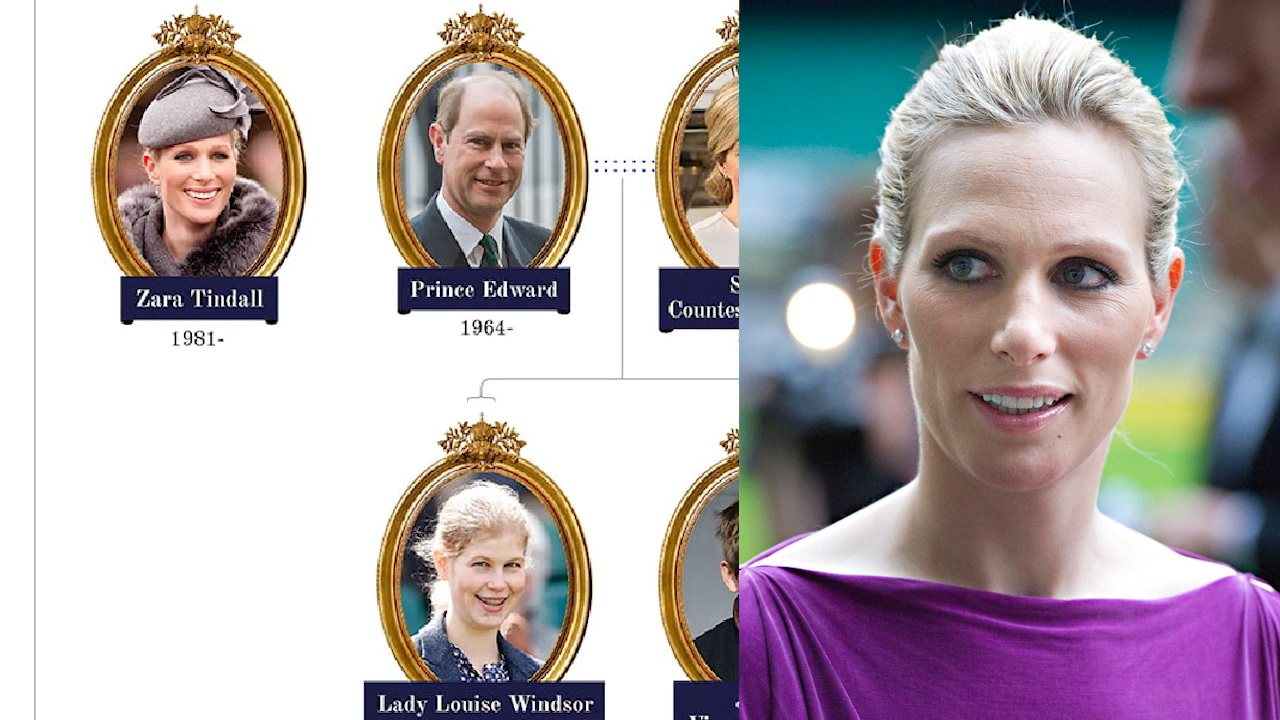 Zara Tindall
1981-
Prince Edward
1964-
Lady Louise Windsor